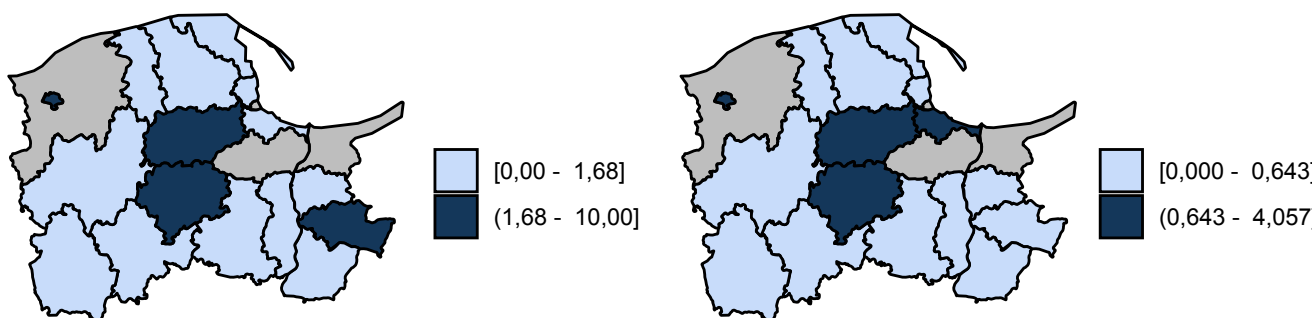 [0,00 - 1,68]
(1,68 - 10,00]
[0,000 - 0,643]
(0,643 - 4,057]